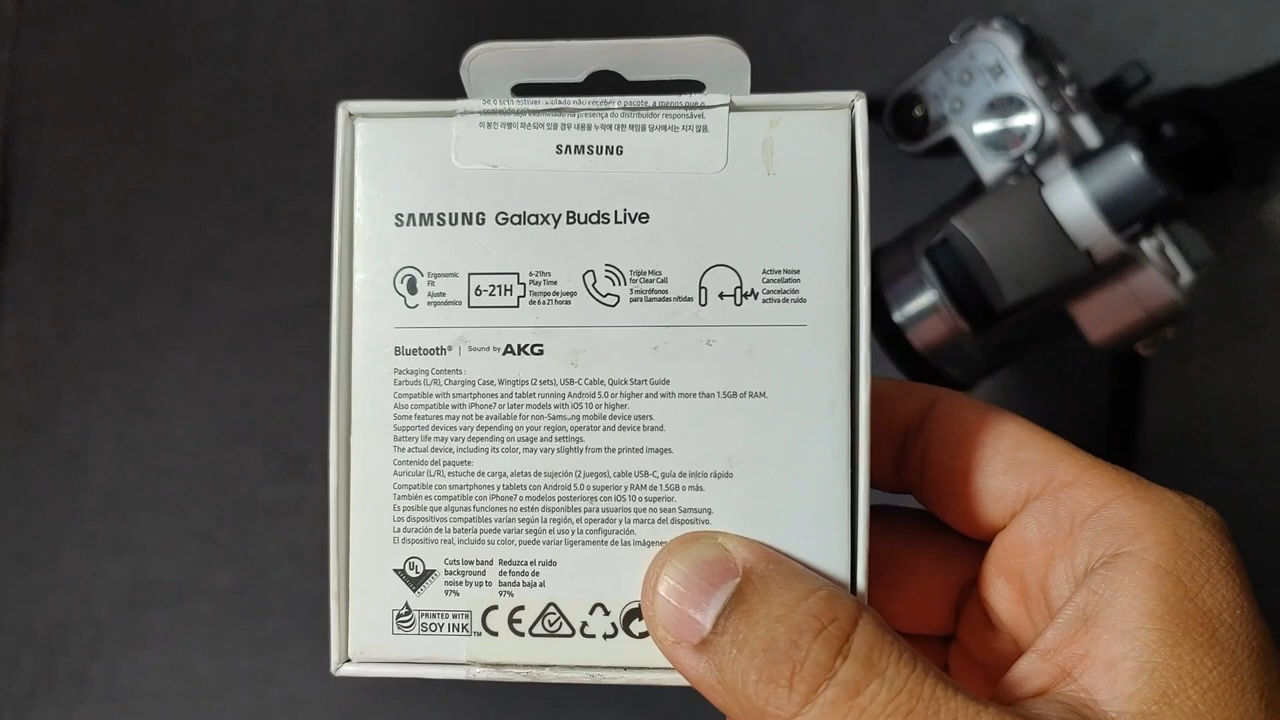 Se o selo estiver violado não receber o pacote, a menos que o
conteúdo seja examinado na presença do distribuidor responsável.
이 봉인 라벨이 파손되어 있을 경우 내용물 누락에 대한 책임을 당사에서는 지지 않음.
SAMSUNG
SAMSUNG Galaxy Buds Live
Ergonomic
Fit
Ajuste
ergonómico
6-21H
6-21hrs
Play Time
Tiempo de juego
de 6 a 21 horas
Triple Mics
for Clear Call
3 micrófonos
para llamadas nítidas
Active Noise
Cancellation
Cancelación
activa de ruido
Bluetooth® | Sound by AKG
Packaging Contents :
Earbuds (L/R), Charging Case, Wingtips (2 sets), USB-C Cable, Quick Start Guide
Compatible with smartphones and tablet running Android 5.0 or higher and with more than 1.5GB of RAM.
Also compatible with iPhone7 or later models with iOS 10 or higher.
Some features may not be available for non-Samsung mobile device users.
Supported devices vary depending on your region, operator and device brand.
Battery life may vary depending on usage and settings.
The actual device, including its color, may vary slightly from the printed images.
Contenido del paquete:
Auricular (L/R), estuche de carga, aletas de sujeción (2 juegos), cable USB-C, guía de inicio rápido
Compatible con smartphones y tablets con Android 5.0 o superior y RAM de 1.5GB o más.
También es compatible con iPhone7 o modelos posteriores con iOS 10 o superior.
Es posible que algunas funciones no estén disponibles para usuarios que no sean Samsung.
Los dispositivos compatibles varían según la región, el operador y la marca del dispositivo.
La duración de la batería puede variar según el uso y la configuración.
El dispositivo real, incluido su color, puede variar ligeramente de las imágenes
UL
Cuts low band
background
noise by up to
97%
Reduzca el ruido
de fondo de
banda baja al
97%
PRINTED WITH
SOY INK™
CE